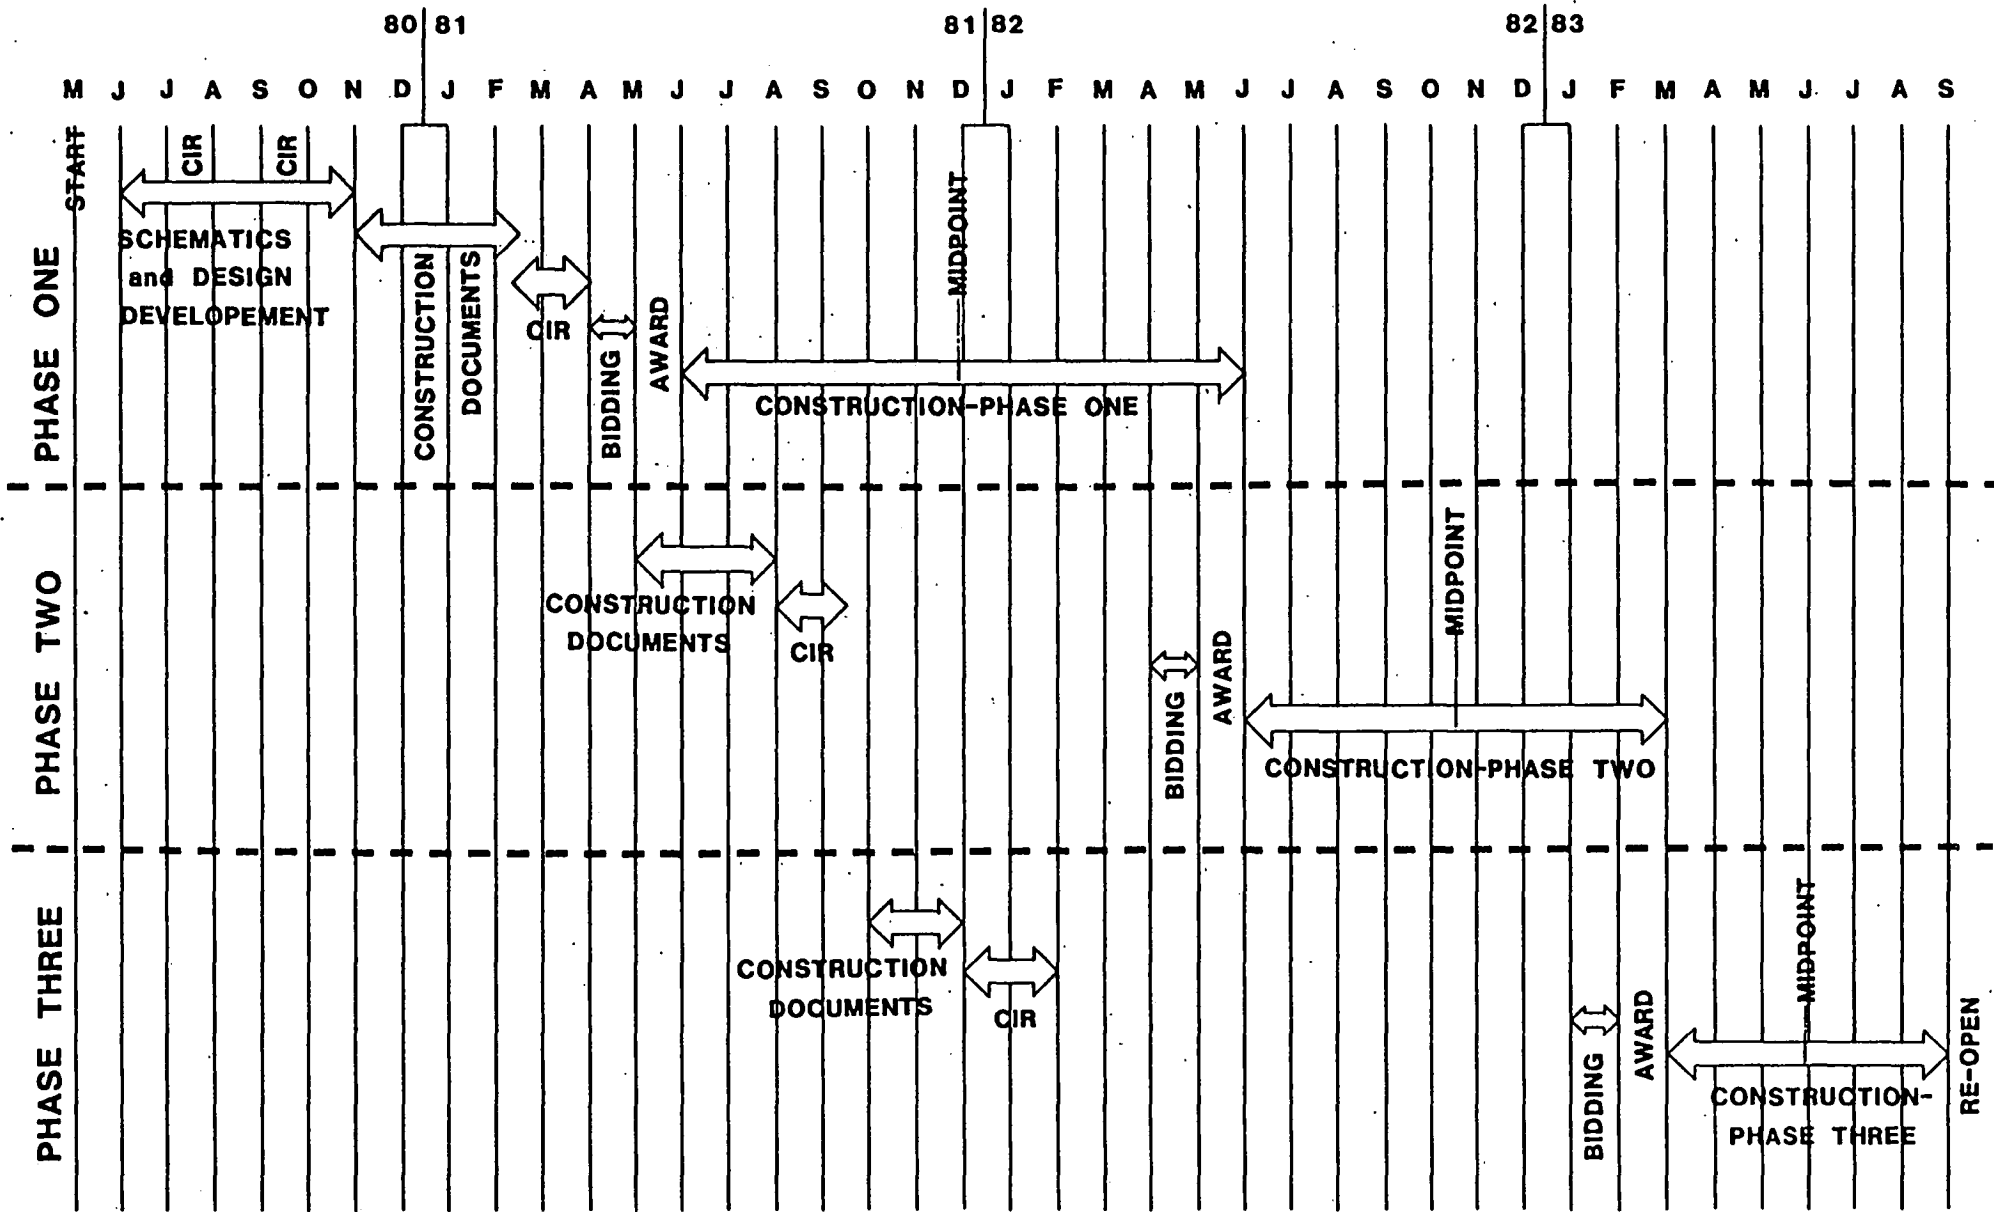 80 81
81 82
82 83
M J J A S O N D J F M A M J J A S O N D J F M A M J J A S O N D J F M A M J J A S
PHASE ONE
START
CIR
CIR
SCHEMATICS
and DESIGN
DEVELOPEMENT
CONSTRUCTION
DOCUMENTS
CIR
BIDDING
AWARD
MIDPOINT
CONSTRUCTION-PHASE ONE
PHASE TWO
CONSTRUCTION
DOCUMENTS
CIR
BIDDING
AWARD
MIDPOINT
CONSTRUCTION-PHASE TWO
PHASE THREE
CONSTRUCTION
DOCUMENTS
CIR
BIDDING
AWARD
MIDPOINT
CONSTRUCTION-
PHASE THREE
RE-OPEN